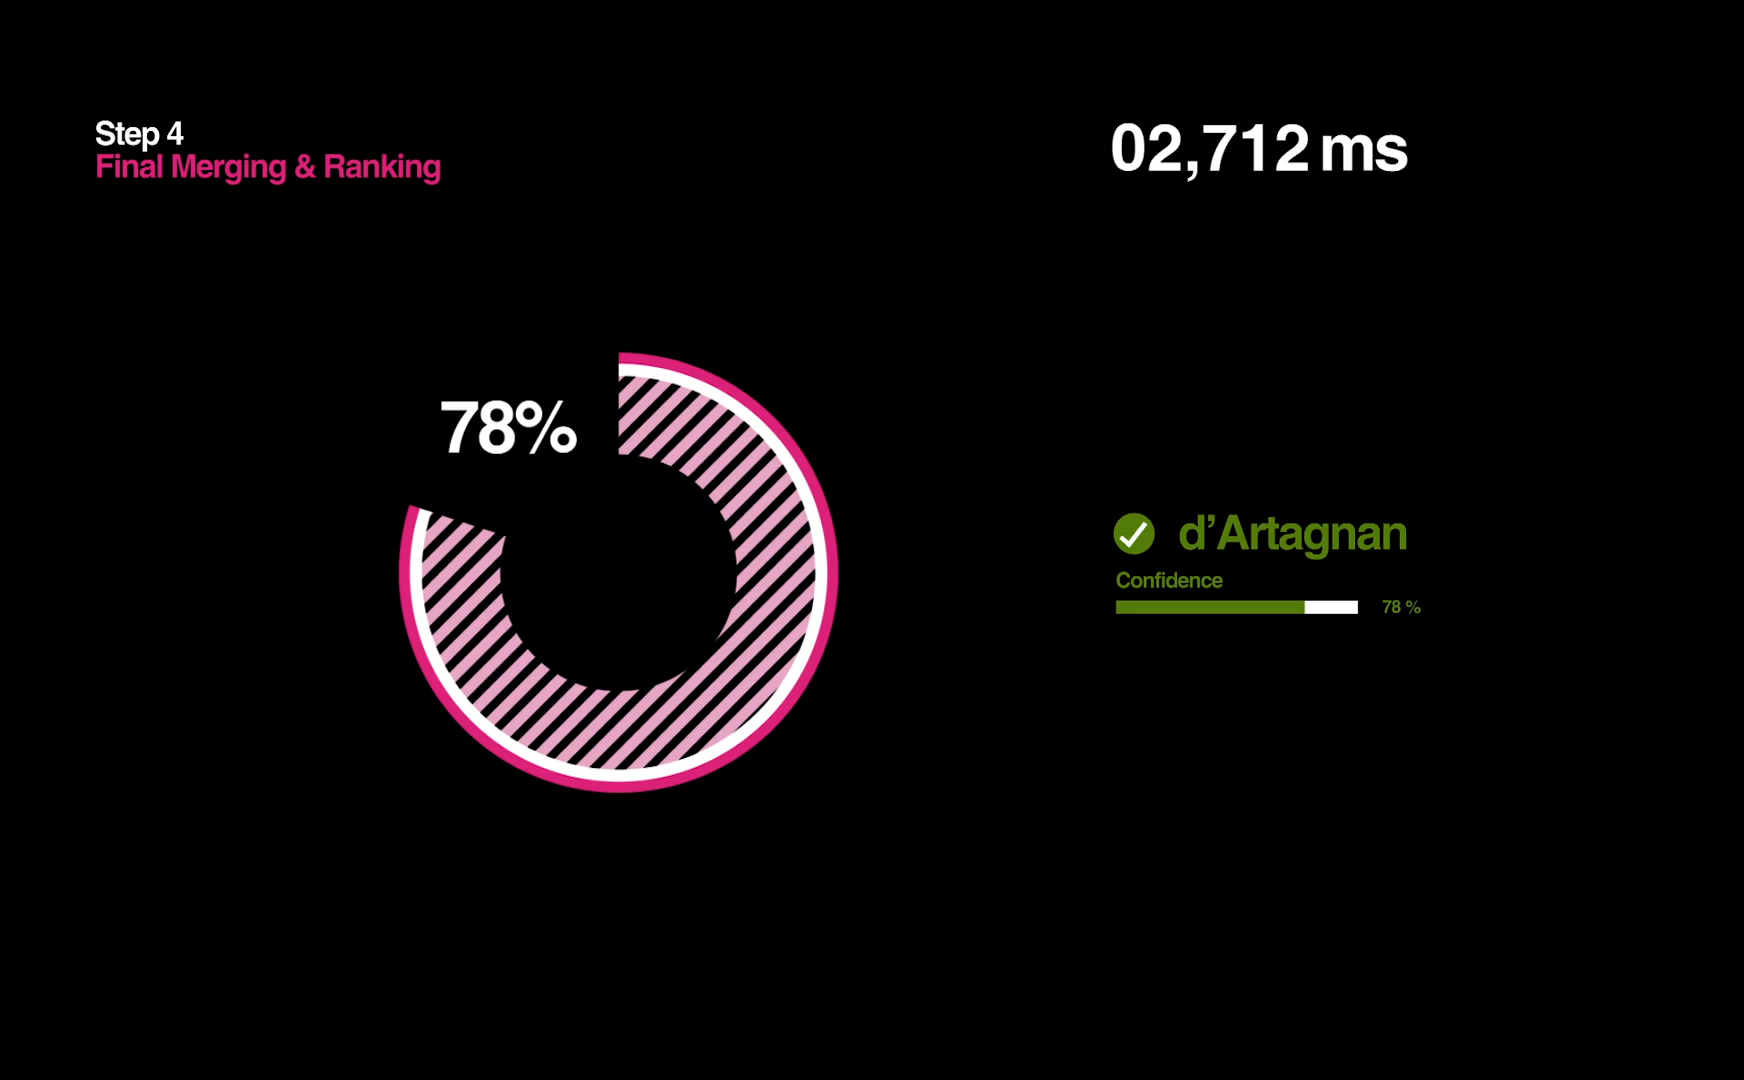 Step 4
Final Merging & Ranking
02,712 ms
78%
d’Artagnan
Confidence
78 %